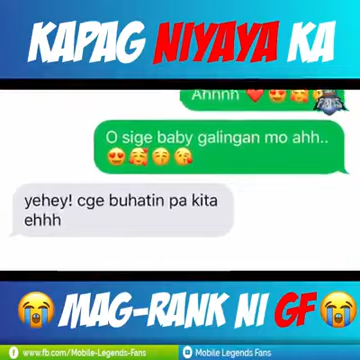 KAPAG NIYAYA KA
Ahhhh ❤️😍🥰😘
O sige baby galingan mo ahh..
😍🥰😚😘
yehey! cge buhatin pa kita
ehhh
😭MAG-RANK NI GF😭
www.fb.com/Mobile-Legends-Fans
Mobile Legends Fans